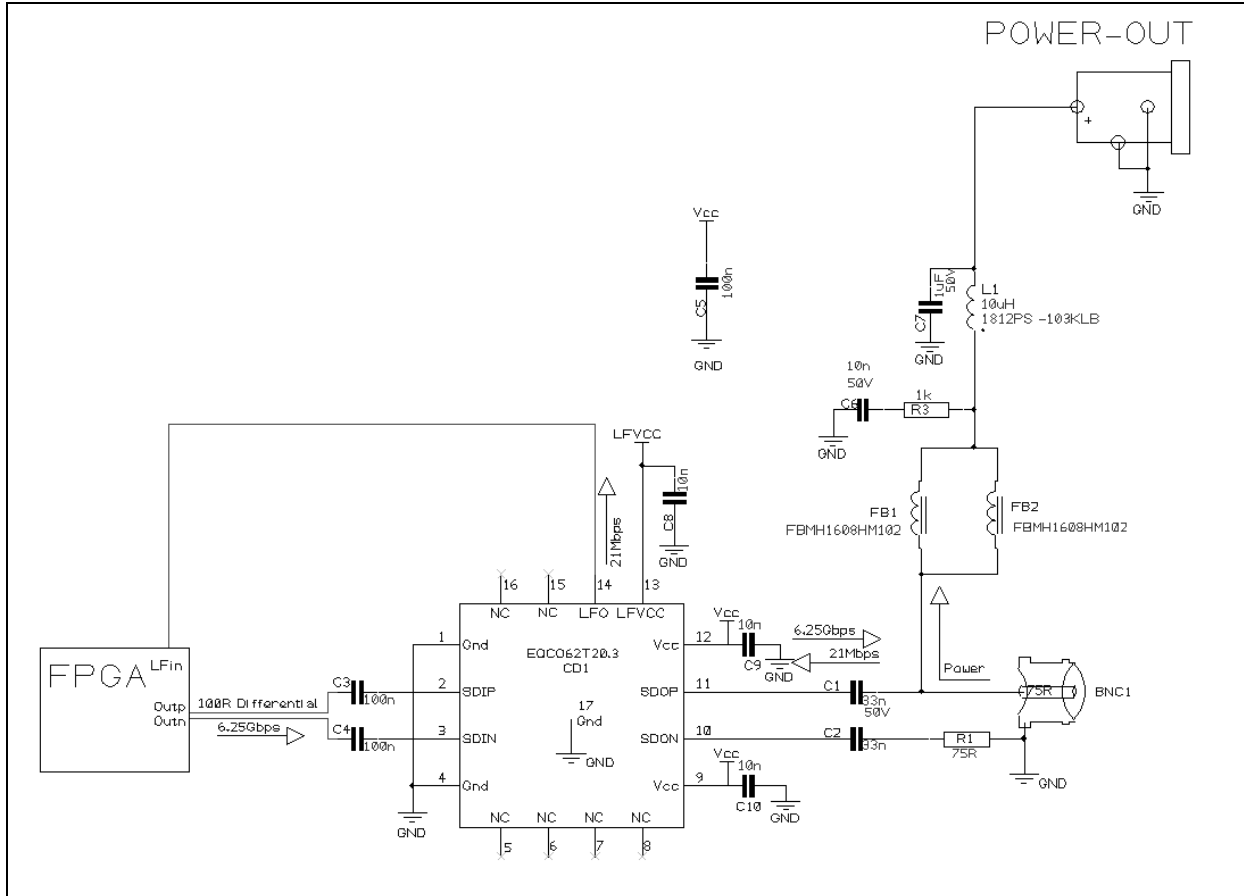 POWER-OUT
+
GND
Vcc
C5
100n
GND
C7
1uF
50V
GND
L1
10uH
1812PS -103KLB
10n
50V
C6
1k
R3
GND
LFVCC
10n
C8
GND
FB1
FBMH1608HM102
FB2
FBMH1608HM102
21Mbps
16
15
14
13
NC
NC
LFO
LFVCC
EQCO62T20.3
CD1
1
Gnd
2
SDIP
3
SDIN
4
Gnd
GND
17
Gnd
GND
Vcc
12
SDOP
11
SDON
10
Vcc
9
NC
NC
NC
NC
5
6
7
8
FPGA
LFin
Outp
Outn
100R Differential
6.25Gbps
C3
100n
C4
100n
Vcc
10n
C9
GND
6.25Gbps
21Mbps
Power
C1
33n
50V
C2
33n
R1
75R
75R
BNC1
GND
Vcc
10n
C10
GND